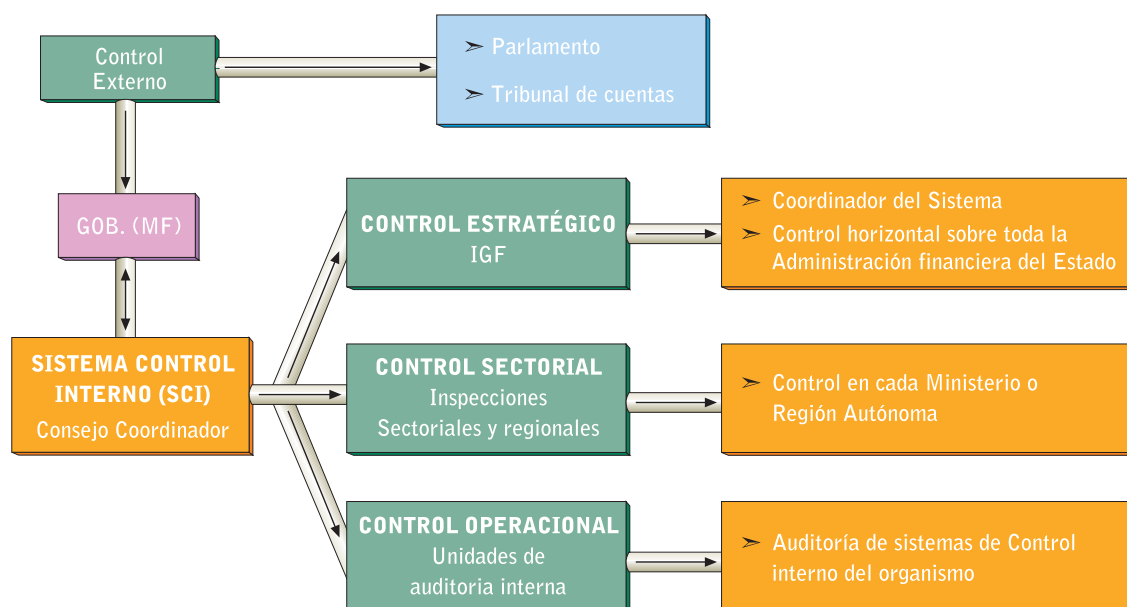 Control
Externo
➣ Parlamento
➣ Tribunal de cuentas
GOB. (MF)
CONTROL ESTRATÉGICO
IGF
➣ Coordinador del Sistema
➣ Control horizontal sobre toda la
Administración financiera del Estado
SISTEMA CONTROL
INTERNO (SCI)
Consejo Coordinador
CONTROL SECTORIAL
Inspecciones
Sectoriales y regionales
➣ Control en cada Ministerio o
Región Autónoma
CONTROL OPERACIONAL
Unidades de
auditoria interna
➣ Auditoría de sistemas de Control
interno del organismo